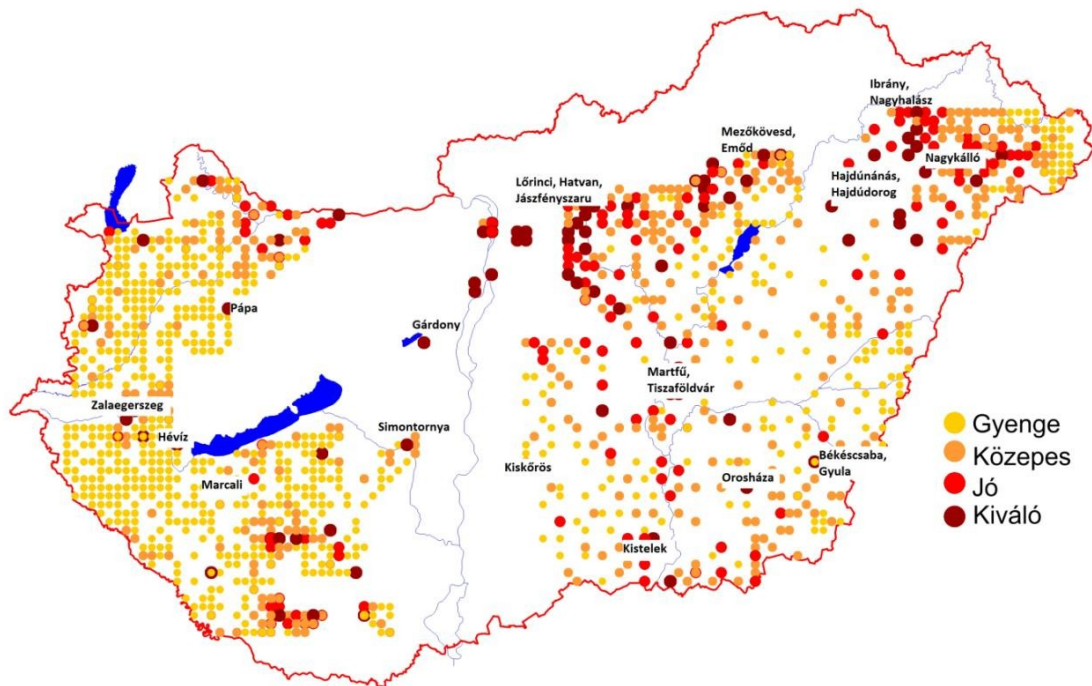 Ibrány,
Nagyhalász
Mezőkövesd,
Emőd
Nagykálló
Hajdúnánás,
Hajdúdorog
Lőrinci, Hatvan,
Jászfényszaru
Pápa
Gárdony
Martfű,
Tiszaföldvár
Zalaegerszeg
Hévíz
Simontornya
Marcali
Kiskőrös
Orosháza
Békéscsaba,
Gyula
Kistelek
Gyenge
Közepes
Jó
Kiváló